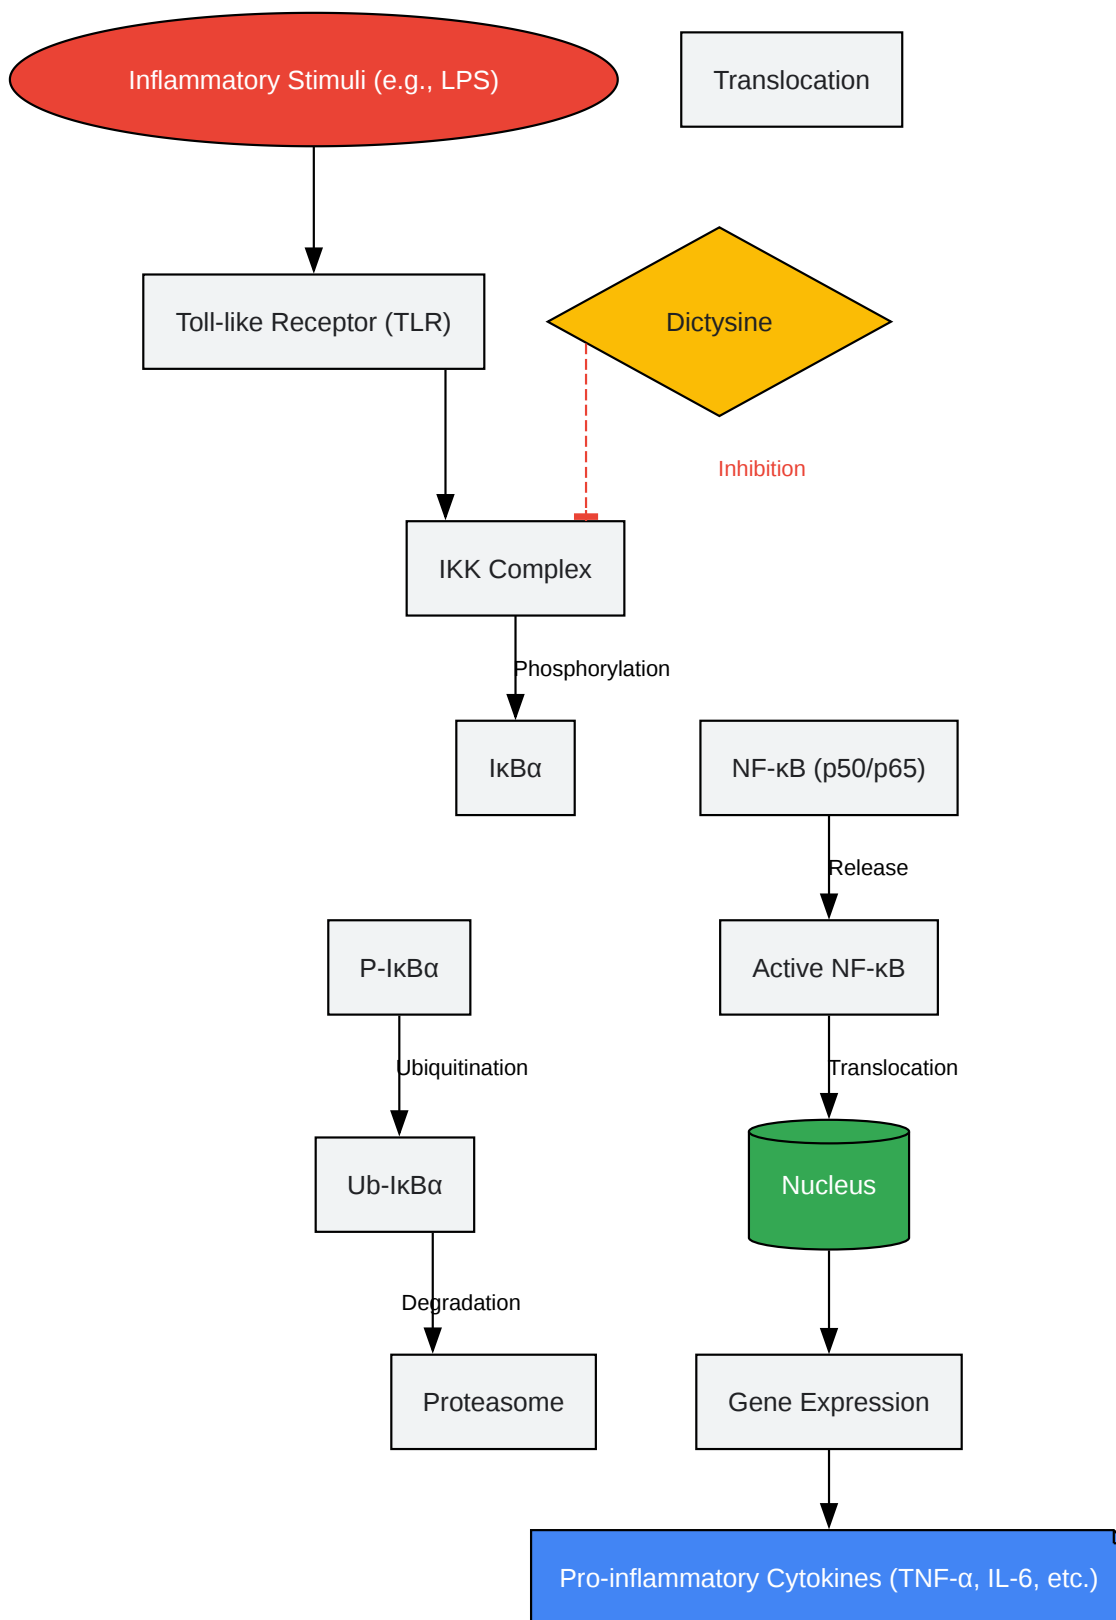 Inflammatory Stimuli (e.g., LPS)
Translocation
Toll-like Receptor (TLR)
Dictysine
Inhibition
IKK Complex
Phosphorylation
IκBα
NF-κB (p50/p65)
Release
P-IκBα
Active NF-κB
Ubiquitination
Translocation
Ub-IκBα
Nucleus
Degradation
Proteasome
Gene Expression
Pro-inflammatory Cytokines (TNF-α, IL-6, etc.)